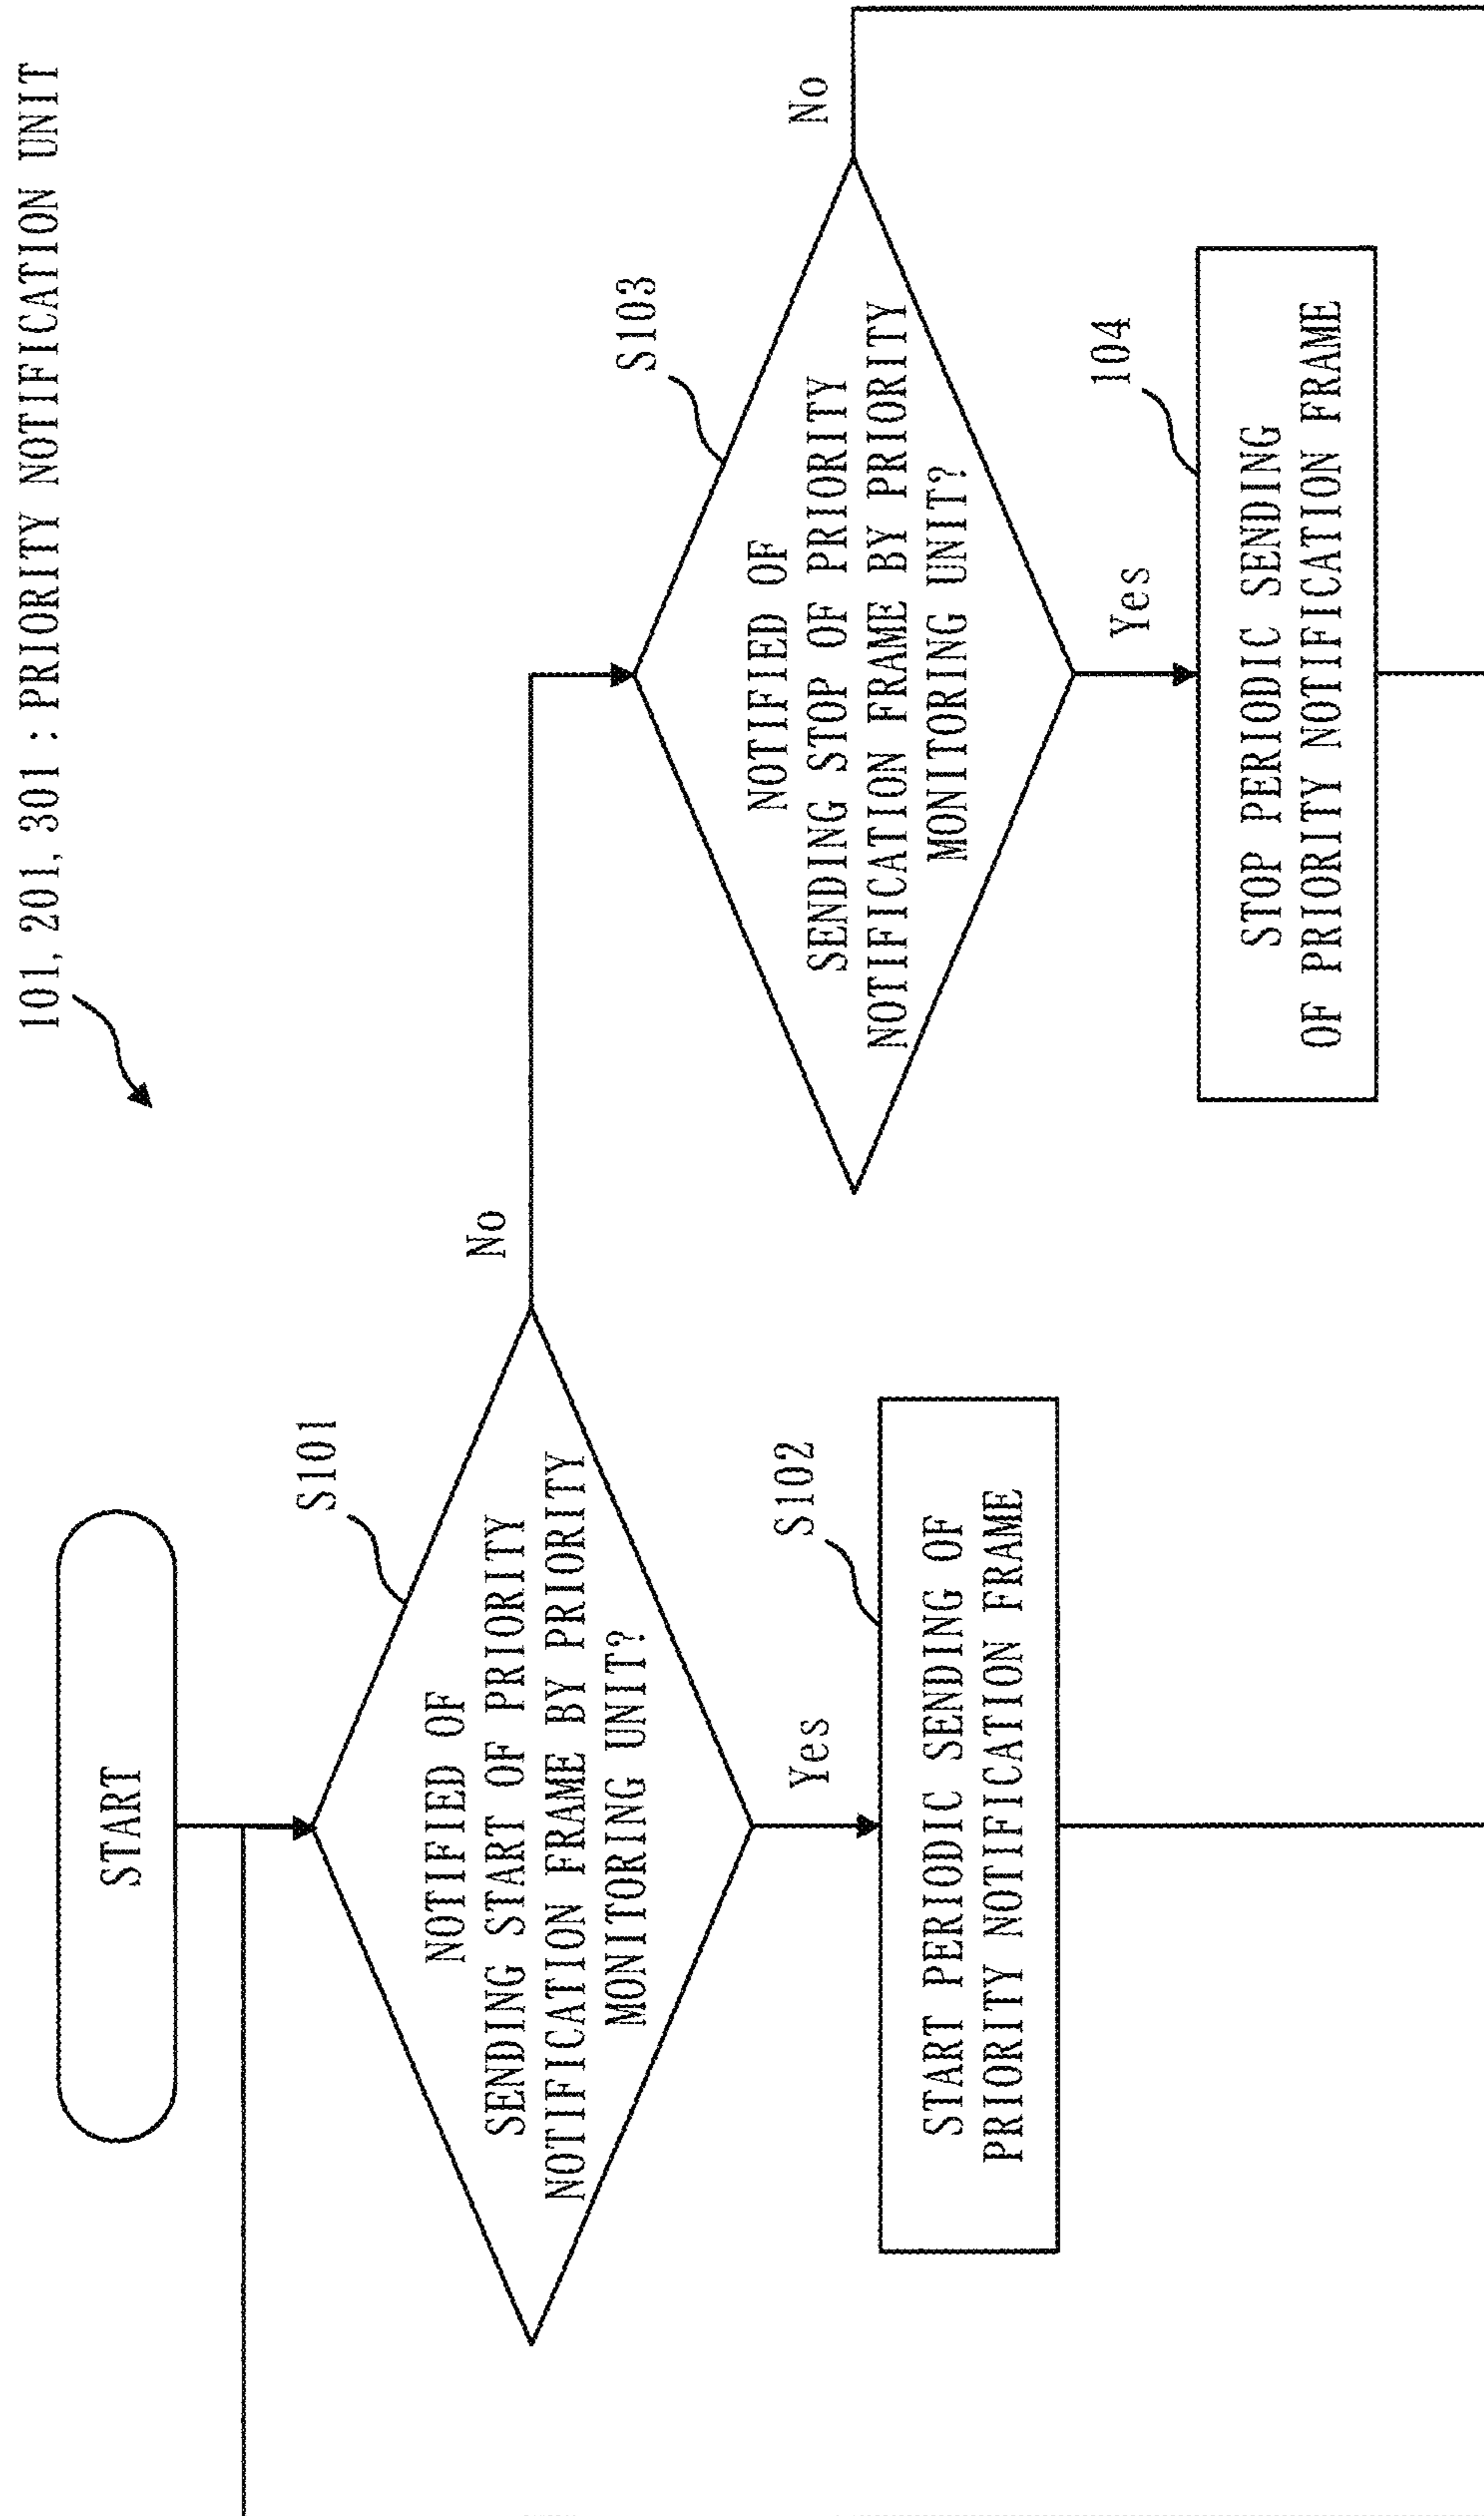 101, 201, 301 : PRIORITY NOTIFICATION UNIT
START
S101
NOTIFIED OF
SENDING START OF PRIORITY
NOTIFICATION FRAME BY PRIORITY
MONITORING UNIT?
No
Yes
S102
START PERIODIC SENDING OF
PRIORITY NOTIFICATION FRAME
S103
NOTIFIED OF
SENDING STOP OF PRIORITY
NOTIFICATION FRAME BY PRIORITY
MONITORING UNIT?
No
Yes
104
STOP PERIODIC SENDING
OF PRIORITY NOTIFICATION FRAME